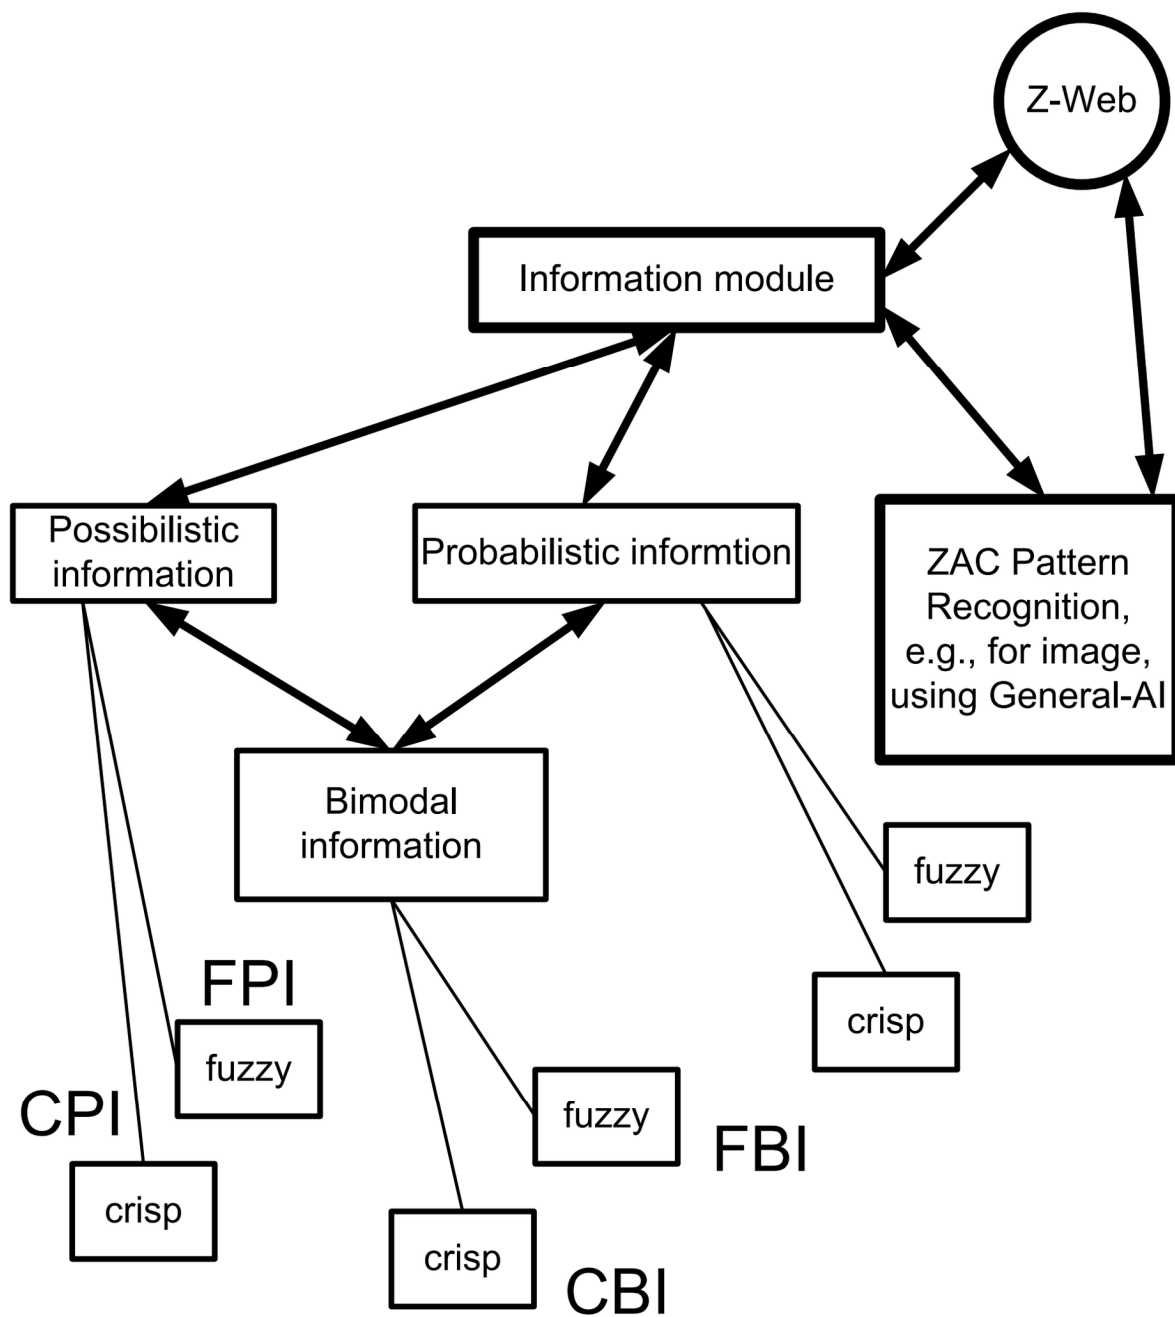 Z-Web
Information module
Possibilistic
information
Probabilistic informtion
ZAC Pattern
Recognition,
e.g., for image,
using General-AI
Bimodal
information
fuzzy
FPI
crisp
fuzzy
CPI
fuzzy
FBI
crisp
crisp
CBI